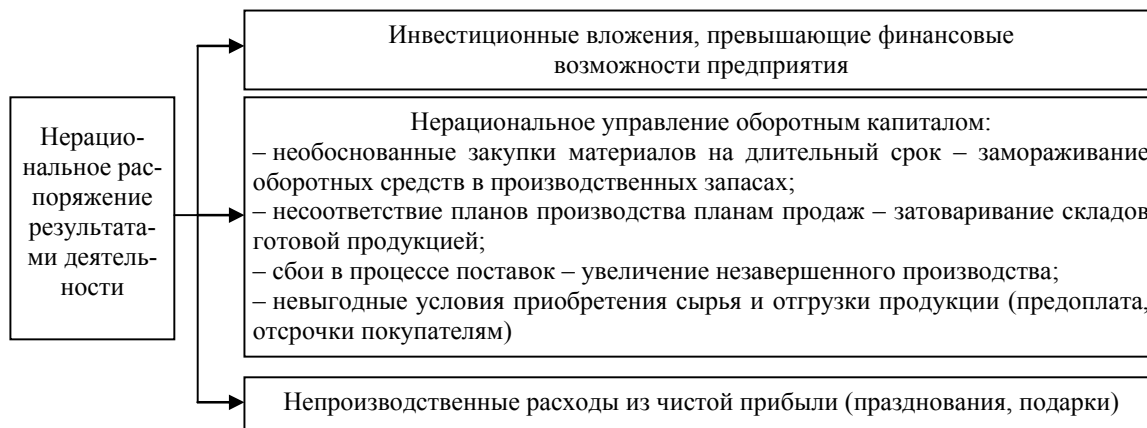 Инвестиционные вложения, превышающие финансовые
возможности предприятия
Нерацио-
нальное рас-
поряжение
результата-
ми деятель-
ности
Нерациональное управление оборотным капиталом:
– необоснованные закупки материалов на длительный срок – замораживание
оборотных средств в производственных запасах;
– несоответствие планов производства планам продаж – затоваривание складов
готовой продукцией;
– сбои в процессе поставок – увеличение незавершенного производства;
– невыгодные условия приобретения сырья и отгрузки продукции (предоплата,
отсрочки покупателям)
Непроизводственные расходы из чистой прибыли (празднования, подарки)